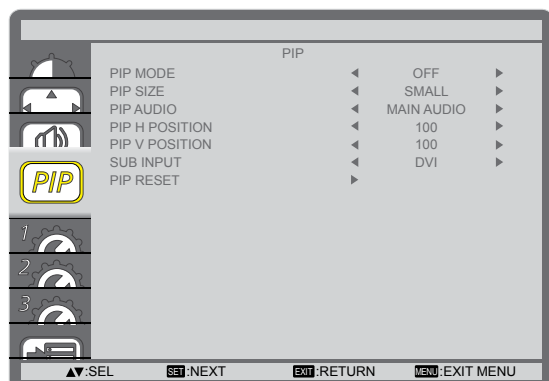 PIP
PIP MODE ◀ OFF ▶
PIP SIZE ◀ SMALL ▶
PIP AUDIO ◀ MAIN AUDIO ▶
PIP H POSITION ◀ 100 ▶
PIP V POSITION ◀ 100 ▶
SUB INPUT ◀ DVI ▶
PIP RESET ▶
PIP
1
2
3
▲▼:SEL SET:NEXT EXIT:RETURN MENU:EXIT MENU